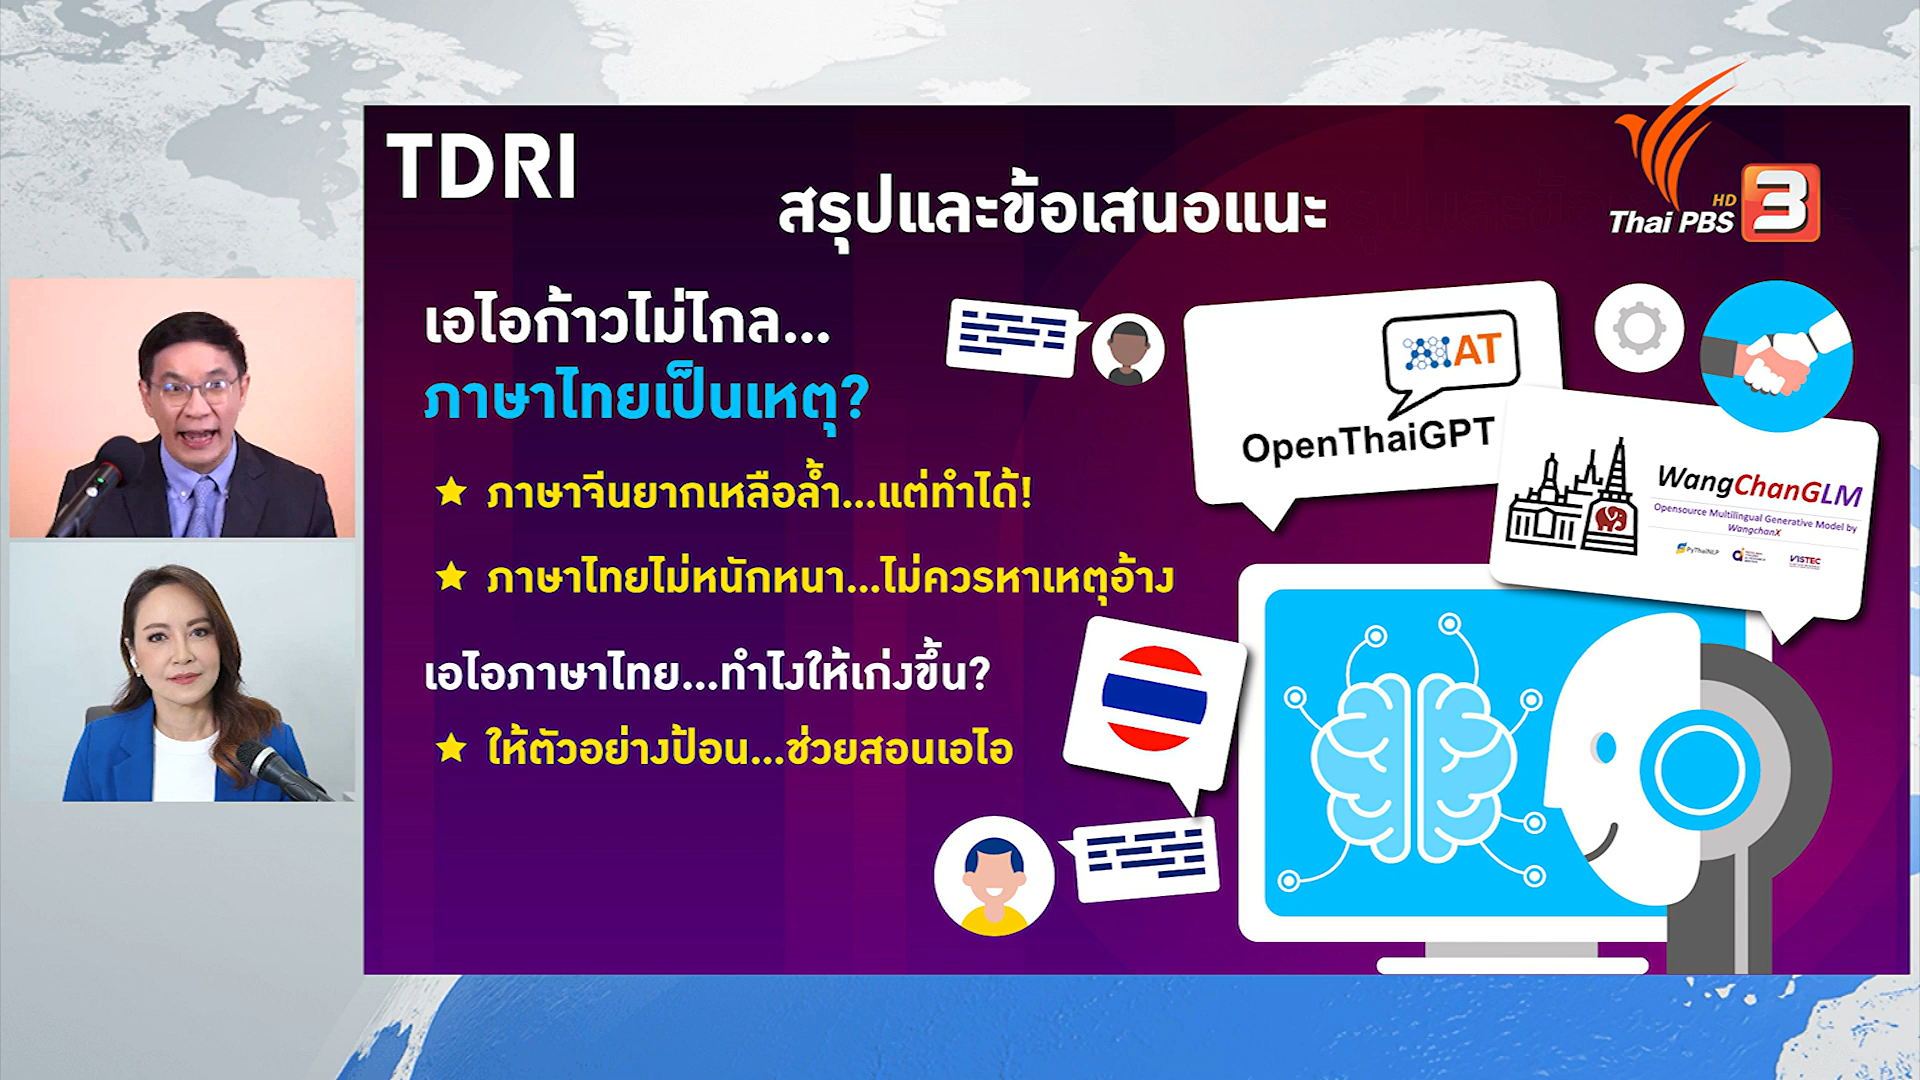 TDRI
สรุปและข้อเสนอแนะ
HD
Thai PBS 3
เอไอก้าวไม่ไกล...
ภาษาไทยเป็นเหตุ?
ภาษาจีนยากเหลือล้ำ...แต่ทำได้!
ภาษาไทยไม่หนักหนา...ไม่ควรหาเหตุอ้าง
เอไอภาษาไทย...ทำไงให้เก่งขึ้น?
ให้ตัวอย่างป้อน...ช่วยสอนเอไอ
AIAT
OpenThaiGPT
WangChanGLM
Opensource Multilingual Generative Model by
WangchanX
PyThaiNLP
VISTEC